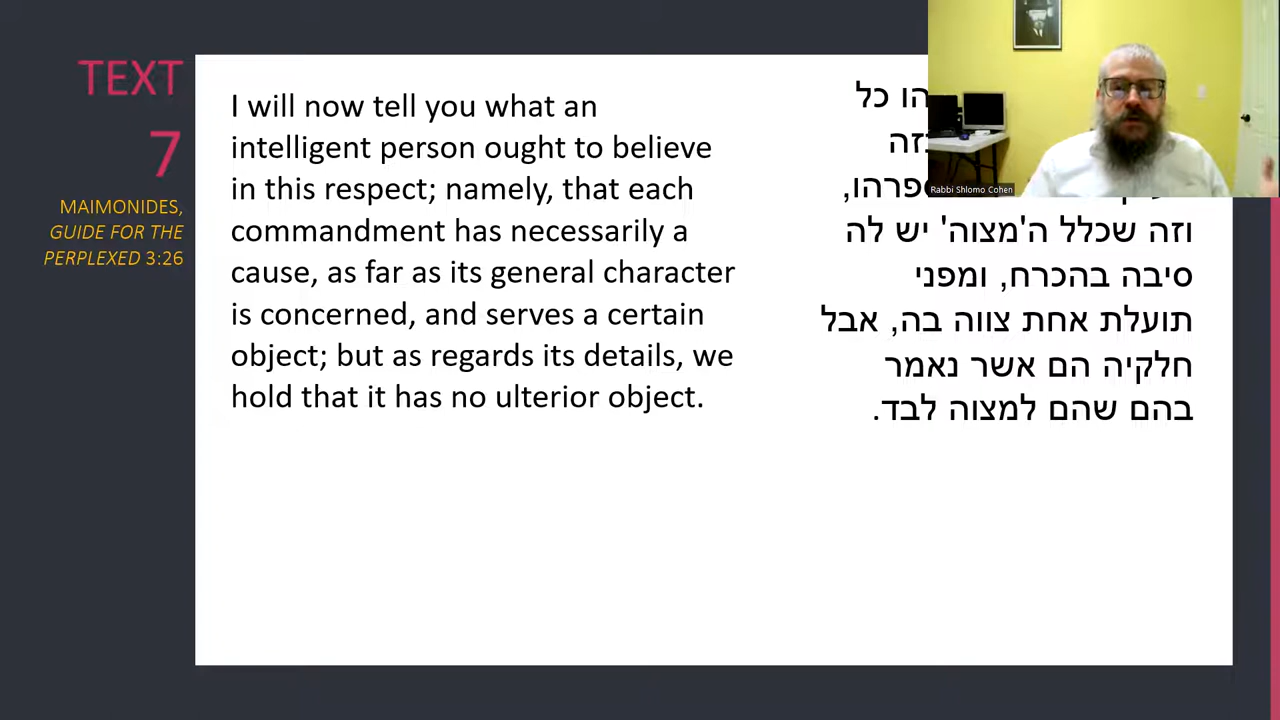 TEXT
7
MAIMONIDES,
GUIDE FOR THE
PERPLEXED 3:26
I will now tell you what an
intelligent person ought to believe
in this respect; namely, that each
commandment has necessarily a
cause, as far as its general character
is concerned, and serves a certain
object; but as regards its details, we
hold that it has no ulterior object.
כל
וזה שכלל ה'מצוה' יש לה
סיבה בהכרח, ומפני
תועלת אחת צווה בה, אבל
חלקיה הם אשר נאמר
בהם שהם למצוה לבד.
Rabbi Shlomo Cohen